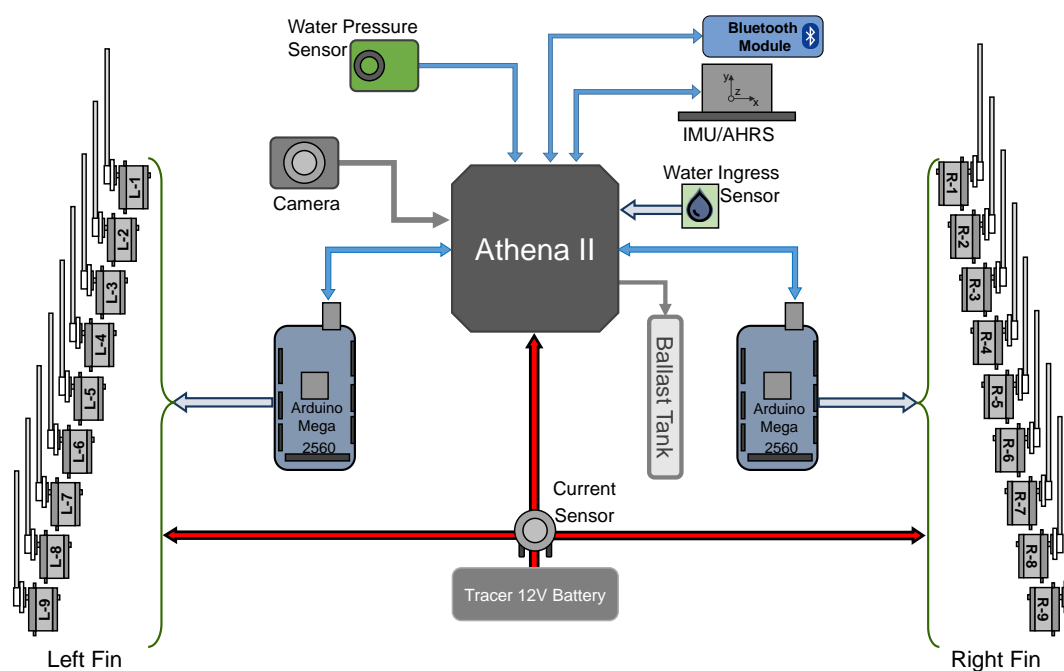 Water Pressure
Sensor
Bluetooth
Module
y
z
x
IMU/AHRS
Camera
Water Ingress
Sensor
Athena II
L-1
L-2
L-3
L-4
L-5
L-6
L-7
L-8
L-9
R-1
R-2
R-3
R-4
R-5
R-6
R-7
R-8
R-9
Arduino
Mega
2560
Ballast Tank
Arduino
Mega
2560
Current
Sensor
Tracer 12V Battery
Left Fin
Right Fin